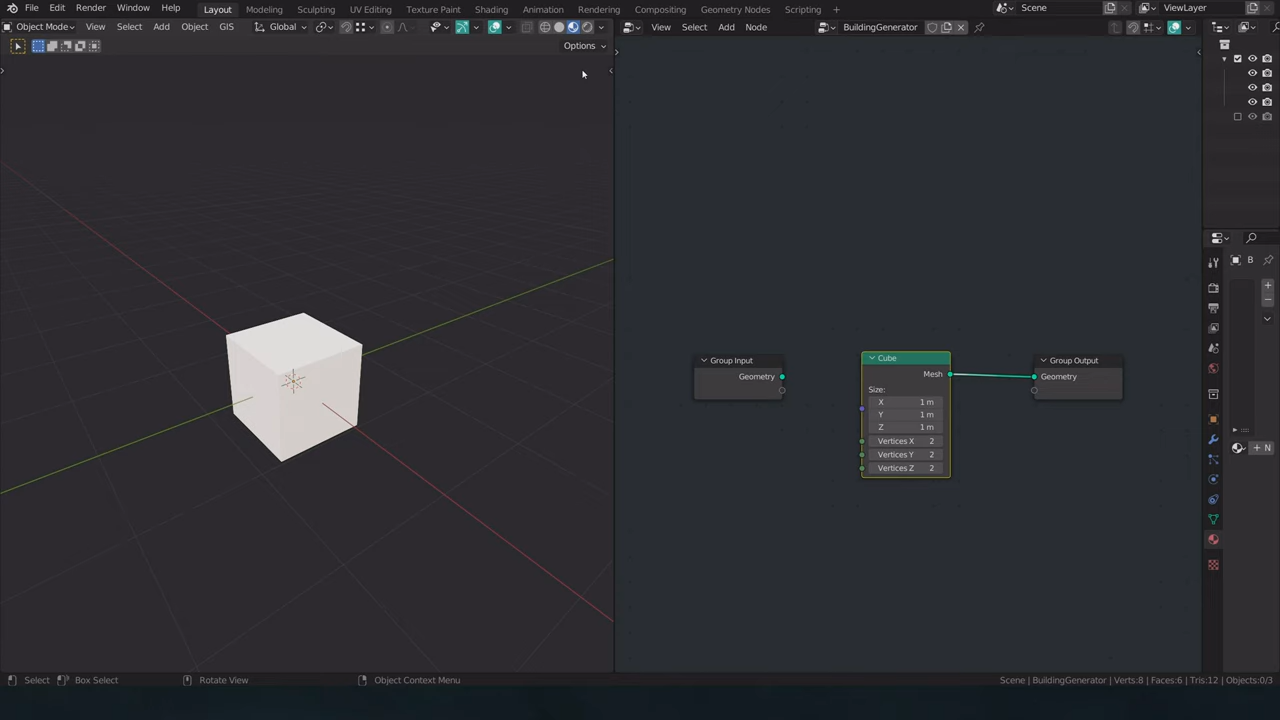 File Edit Render Window Help Layout Modeling Sculpting UV Editing Texture Paint Shading Animation Rendering Compositing Geometry Nodes Scripting + Scene ViewLayer
Object Mode View Select Add Object GIS Global View Select Add Node BuildingGenerator
Options
B
Cube
Group Input
Group Output
Mesh
Geometry
Geometry
Size:
X 1 m
Y 1 m
Z 1 m
Vertices X 2
Vertices Y 2
Vertices Z 2
+ N
Select Box Select Rotate View Object Context Menu Scene | BuildingGenerator | Verts:8 | Faces:6 | Tris:12 | Objects:0/3